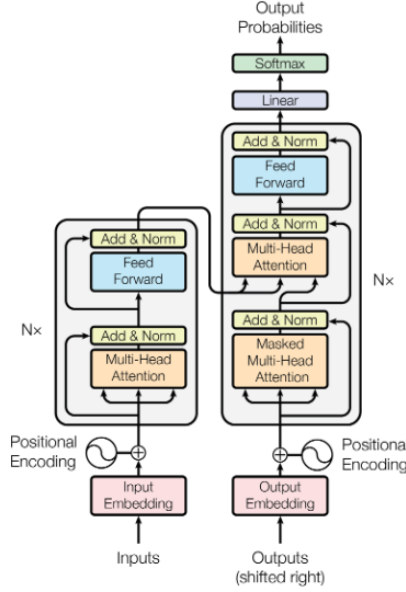 Output
Probabilities
Softmax
Linear
Add & Norm
Feed
Forward
Add & Norm
Multi-Head
Attention
Nx
Add & Norm
Masked
Multi-Head
Attention
Add & Norm
Feed
Forward
Nx
Add & Norm
Multi-Head
Attention
Positional
Encoding
Positiona
Encoding
Input
Embedding
Output
Embedding
Inputs
Outputs
(shifted right)